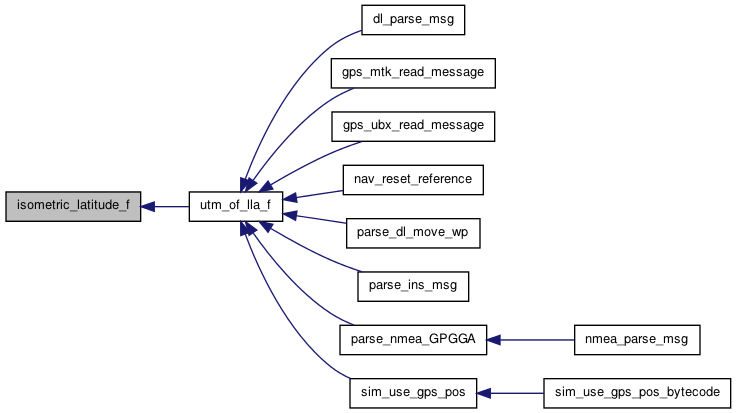 dl_parse_msg
gps_mtk_read_message
gps_ubx_read_message
nav_reset_reference
isometric_latitude_f
utm_of_lla_f
parse_dl_move_wp
parse_ins_msg
parse_nmea_GPGGA
nmea_parse_msg
sim_use_gps_pos
sim_use_gps_pos_bytecode